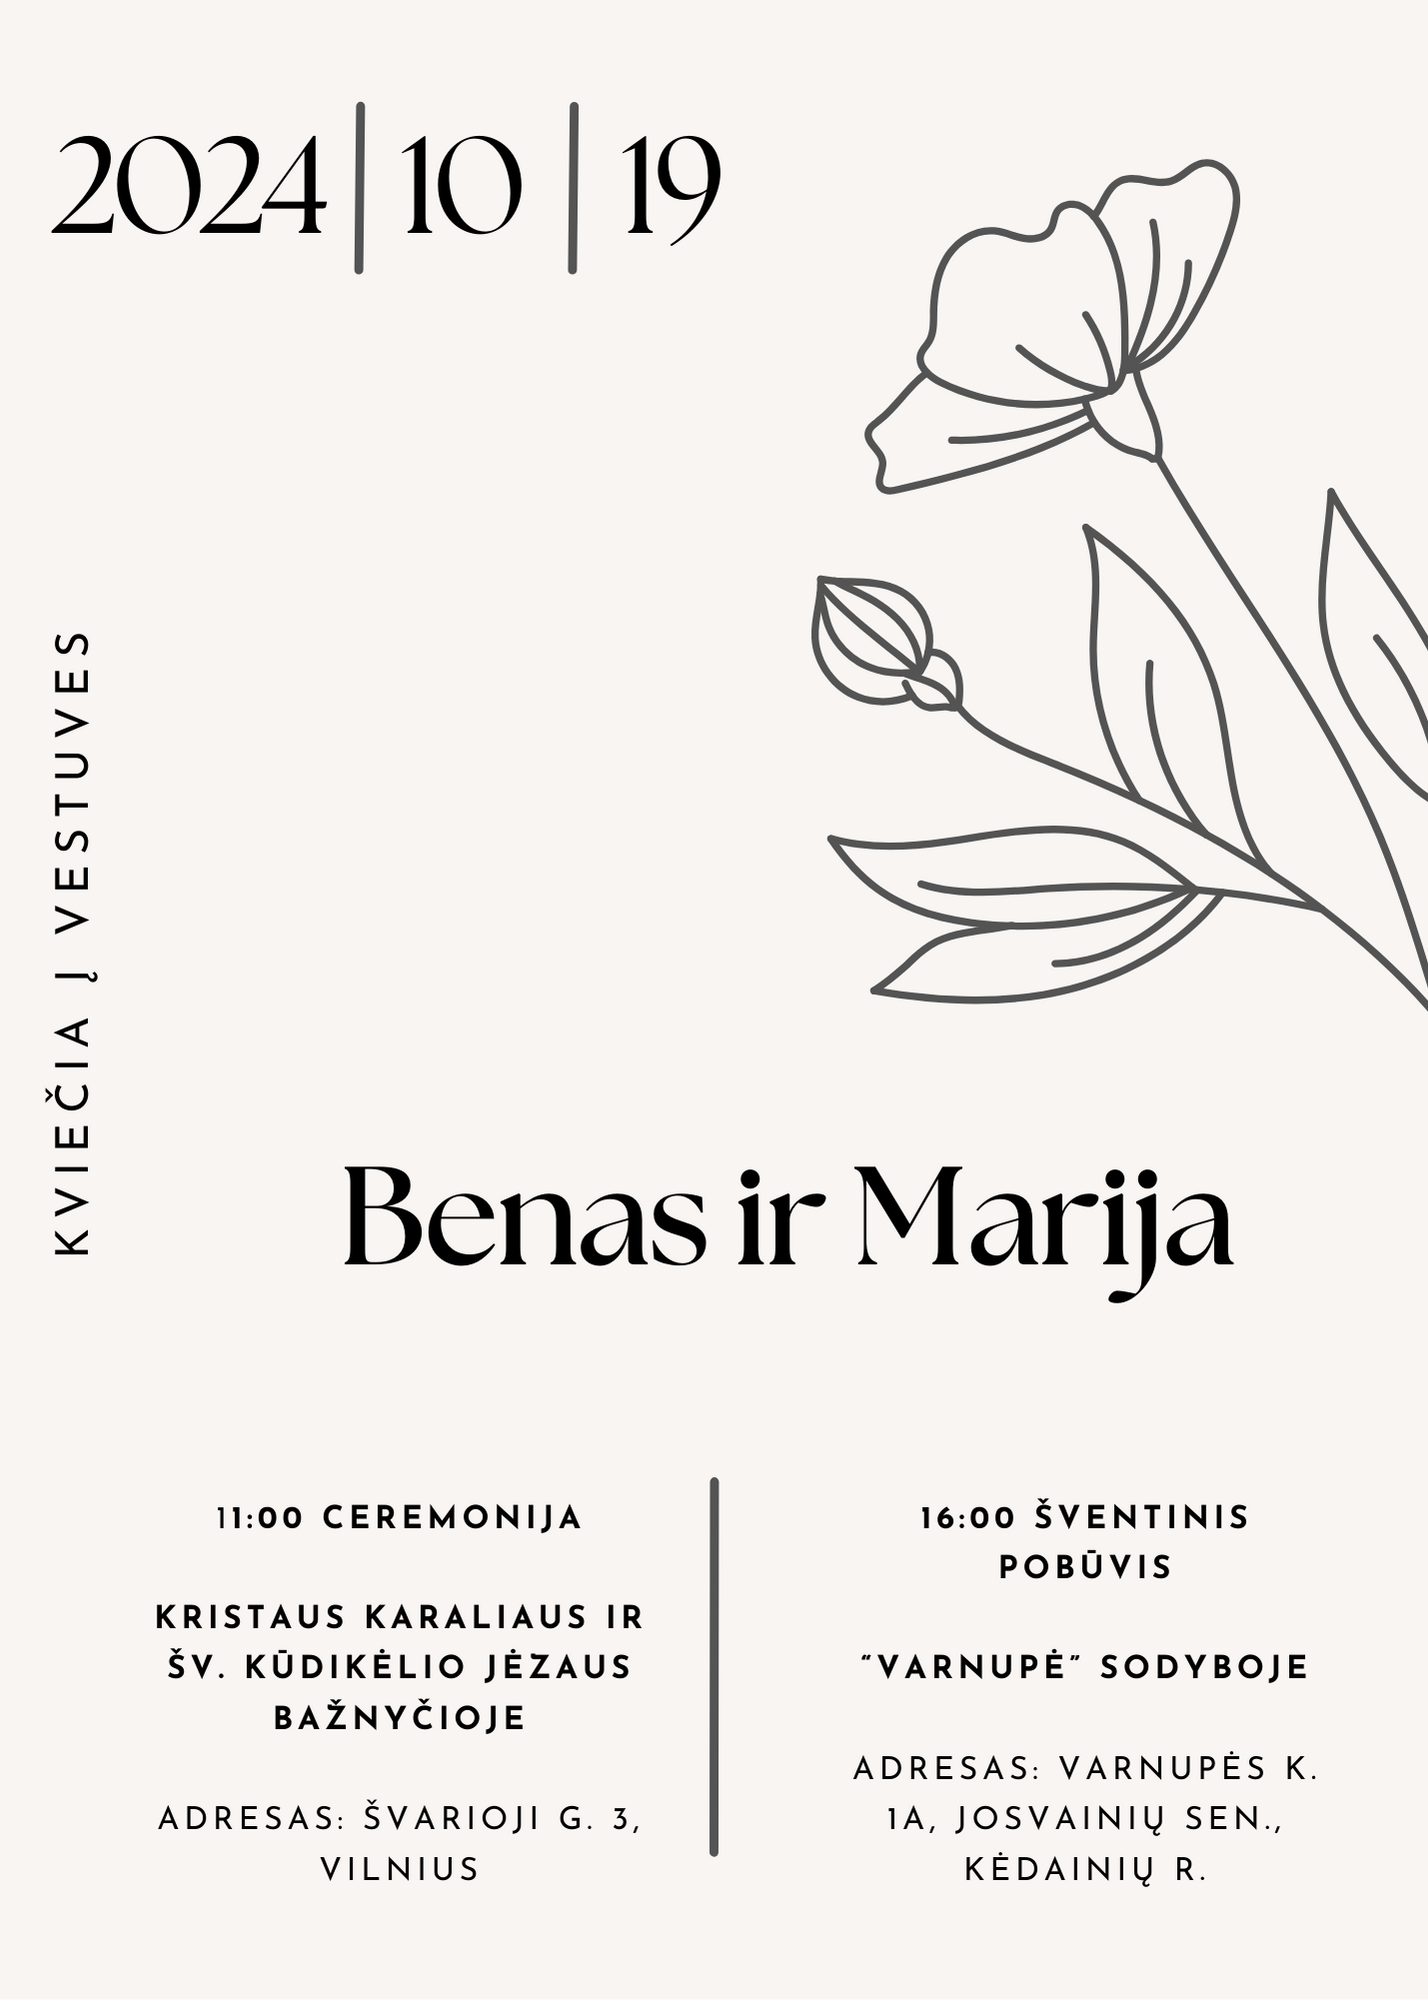 2024 | 10 | 19
KVIEČIA Į VESTUVES
Benas ir Marija
11:00 CEREMONIJA
KRISTAUS KARALIAUS IR
ŠV. KŪDIKĖLIO JĖZAUS
BAŽNYČIOJE
ADRESAS: ŠVARIOJI G. 3,
VILNIUS
16:00 ŠVENTINIS
POBŪVIS
“VARNUPĖ” SODYBOJE
ADRESAS: VARNUPĖS K.
1A, JOSVAINIŲ SEN.,
KĖDAINIŲ R.